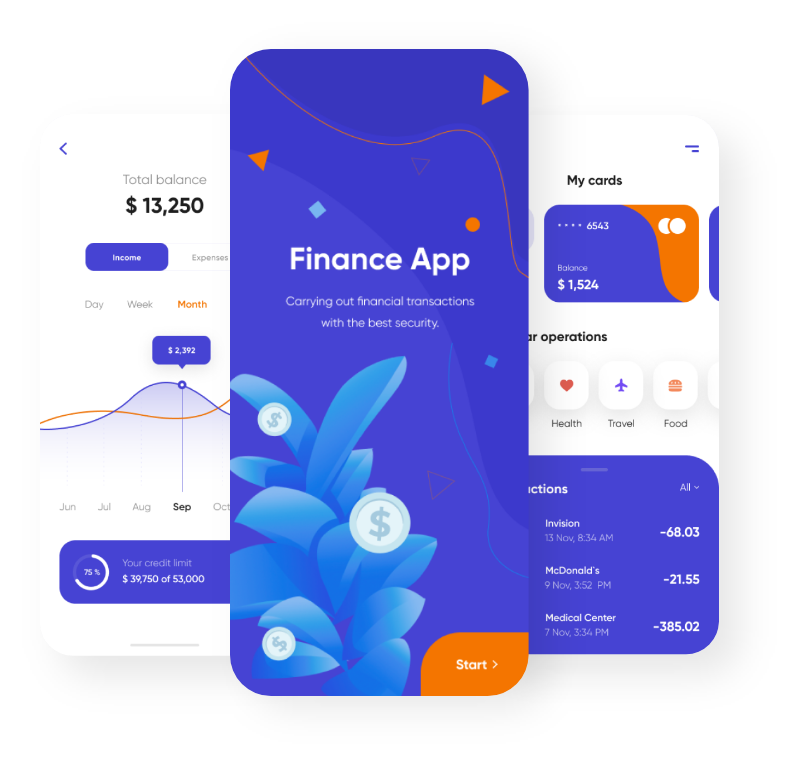 Total balance
$ 13,250
Income
Expenses
Day Week Month
$ 2,392
Jun Jul Aug Sep Oct
75 %
Your credit limit
$ 39,750 of 53,000
Finance App
Carrying out financial transactions
with the best security.
$
$
$
Start >
My cards
• • • • 6543
Balance
$ 1,524
ar operations
Health Travel Food
uctions
All
Invision
13 Nov, 8:34 AM
-68.03
McDonald`s
9 Nov, 3:52 PM
-21.55
Medical Center
7 Nov, 3:34 PM
-385.02